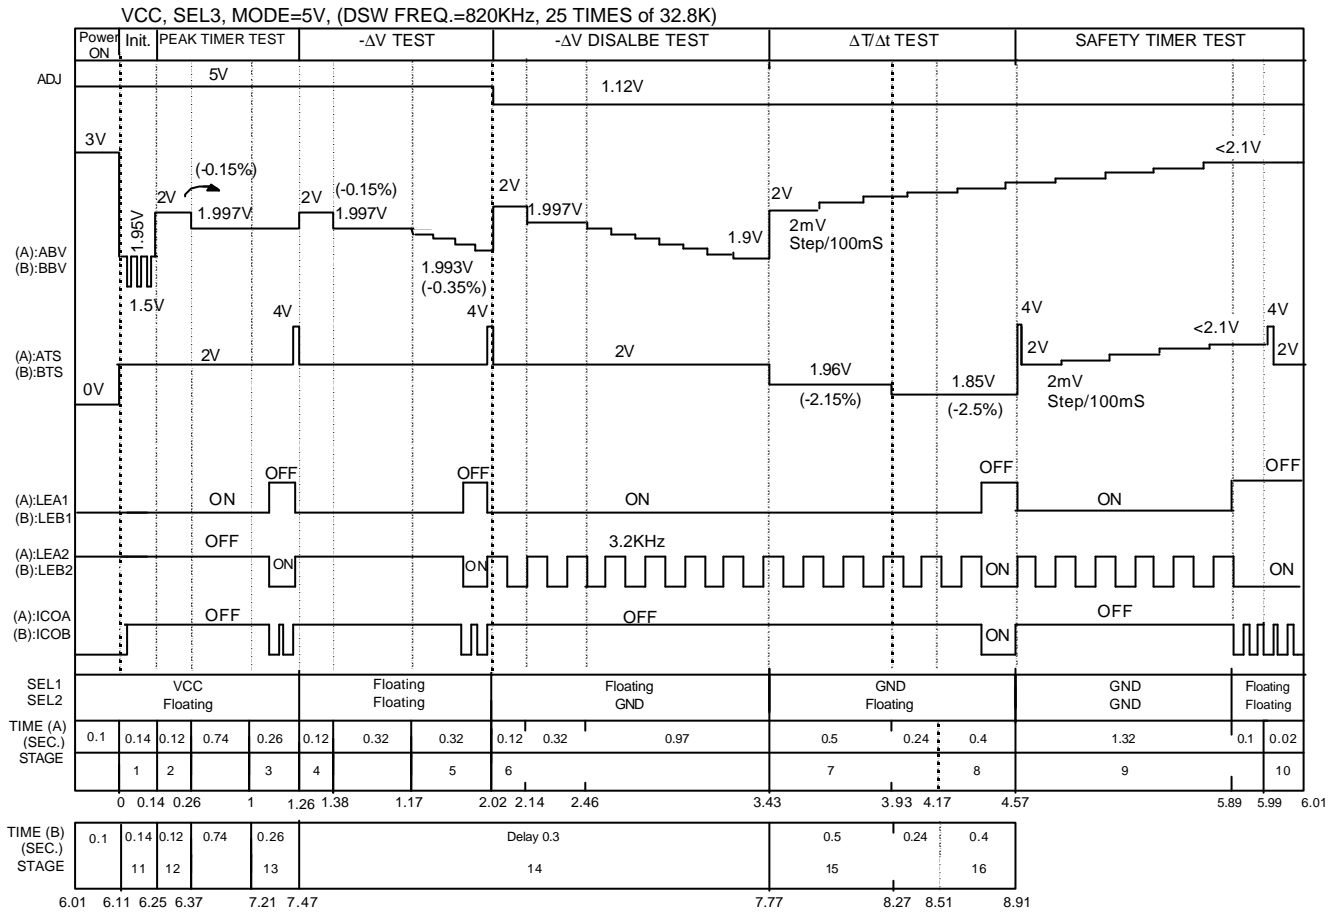 VCC, SEL3, MODE=5V, (DSW FREQ.=820KHz, 25 TIMES of 32.8K)
Power ON
Init.
PEAK TIMER TEST
-ΔV TEST
-ΔV DISALBE TEST
ΔT/Δt TEST
SAFETY TIMER TEST
ADJ
5V
1.12V
3V
(-0.15%)
2V
1.997V
1.95V
1.5V
2V
(-0.15%)
1.997V
1.993V
(-0.35%)
2V
1.997V
1.9V
2V
2mV
Step/100mS
<2.1V
(A):ABV
(B):BBV
4V
4V
4V
4V
(A):ATS
(B):BTS
0V
2V
2V
1.96V
(-2.15%)
1.85V
(-2.5%)
2V
2mV
Step/100mS
<2.1V
2V
(A):LEA1
(B):LEB1
ON
OFF
OFF
ON
OFF
ON
OFF
(A):LEA2
(B):LEB2
OFF
ON
ON
3.2KHz
ON
ON
(A):ICOA
(B):ICOB
OFF
OFF
ON
OFF
SEL1
SEL2
VCC
Floating
Floating
Floating
Floating
GND
GND
Floating
GND
GND
Floating
Floating
TIME (A)
(SEC.)
STAGE
0.1 0.14 0.12 0.74 0.26 0.12 0.32 0.32 0.12 0.32 0.97 0.5 0.24 0.4 1.32 0.1 0.02
1 2 3 4 5 6 7 8 9 10
0 0.14 0.26 1 1.26 1.38 1.17 2.02 2.14 2.46 3.43 3.93 4.17 4.57 5.89 5.99 6.01
TIME (B)
(SEC.)
STAGE
0.1 0.14 0.12 0.74 0.26 Delay 0.3 0.5 0.24 0.4
11 12 13 14 15 16
6.01 6.11 6.25 6.37 7.21 7.47 7.77 8.27 8.51 8.91